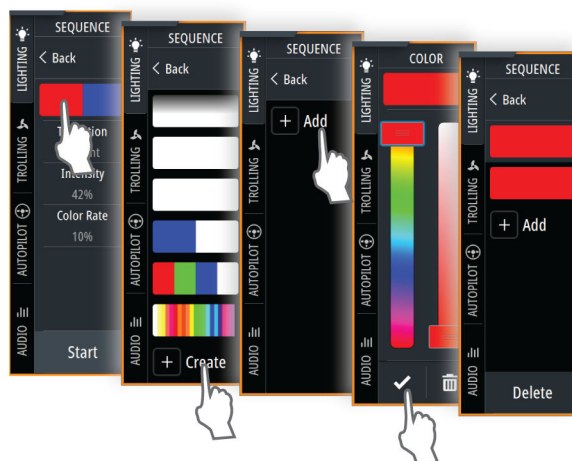 SEQUENCE
LIGHTING
TROLLING
AUTOPILOT
AUDIO
Back
Intensity
42%
Color Rate
10%
Start
SEQUENCE
LIGHTING
TROLLING
AUTOPILOT
AUDIO
Back
Create
SEQUENCE
LIGHTING
TROLLING
AUTOPILOT
AUDIO
Back
Add
COLOR
LIGHTING
TROLLING
AUTOPILOT
AUDIO
SEQUENCE
LIGHTING
TROLLING
AUTOPILOT
AUDIO
Back
Add
Delete